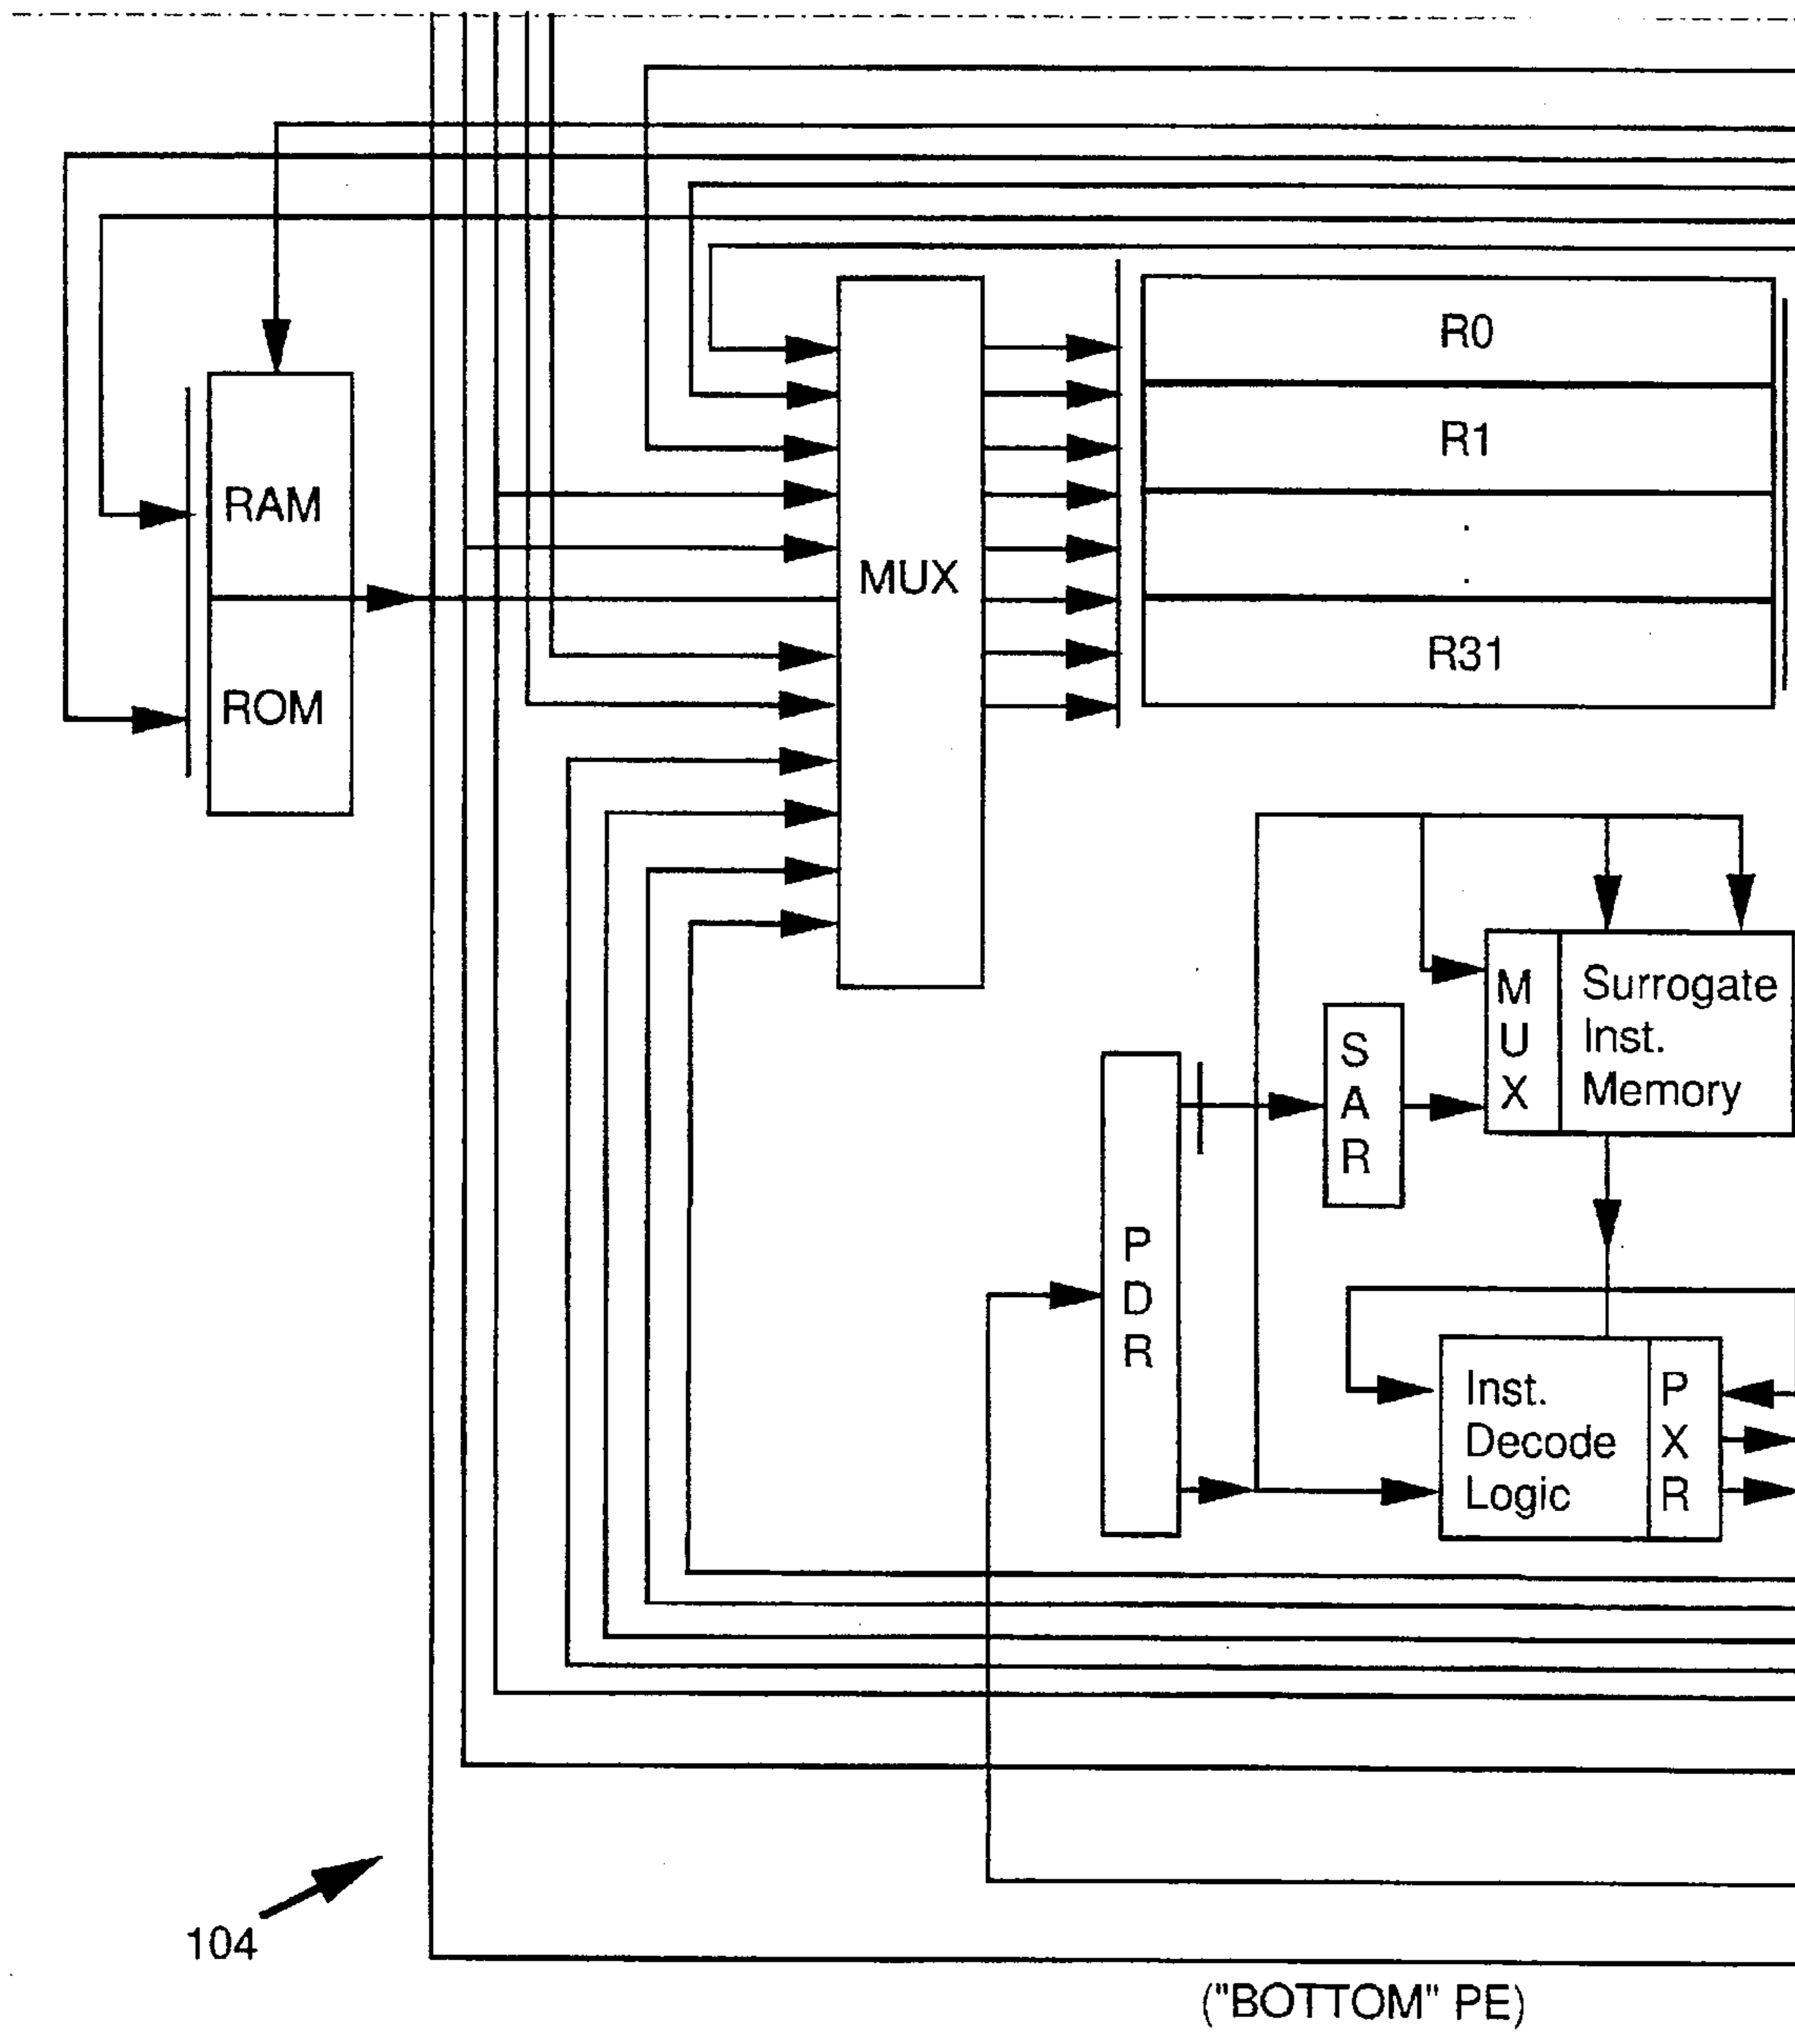 R0
R1
RAM
MUX
R31
ROM
M
U
X
Surrogate
Inst.
Memory
S
A
R
P
D
R
Inst.
Decode
Logic
P
X
R
104
("BOTTOM" PE)